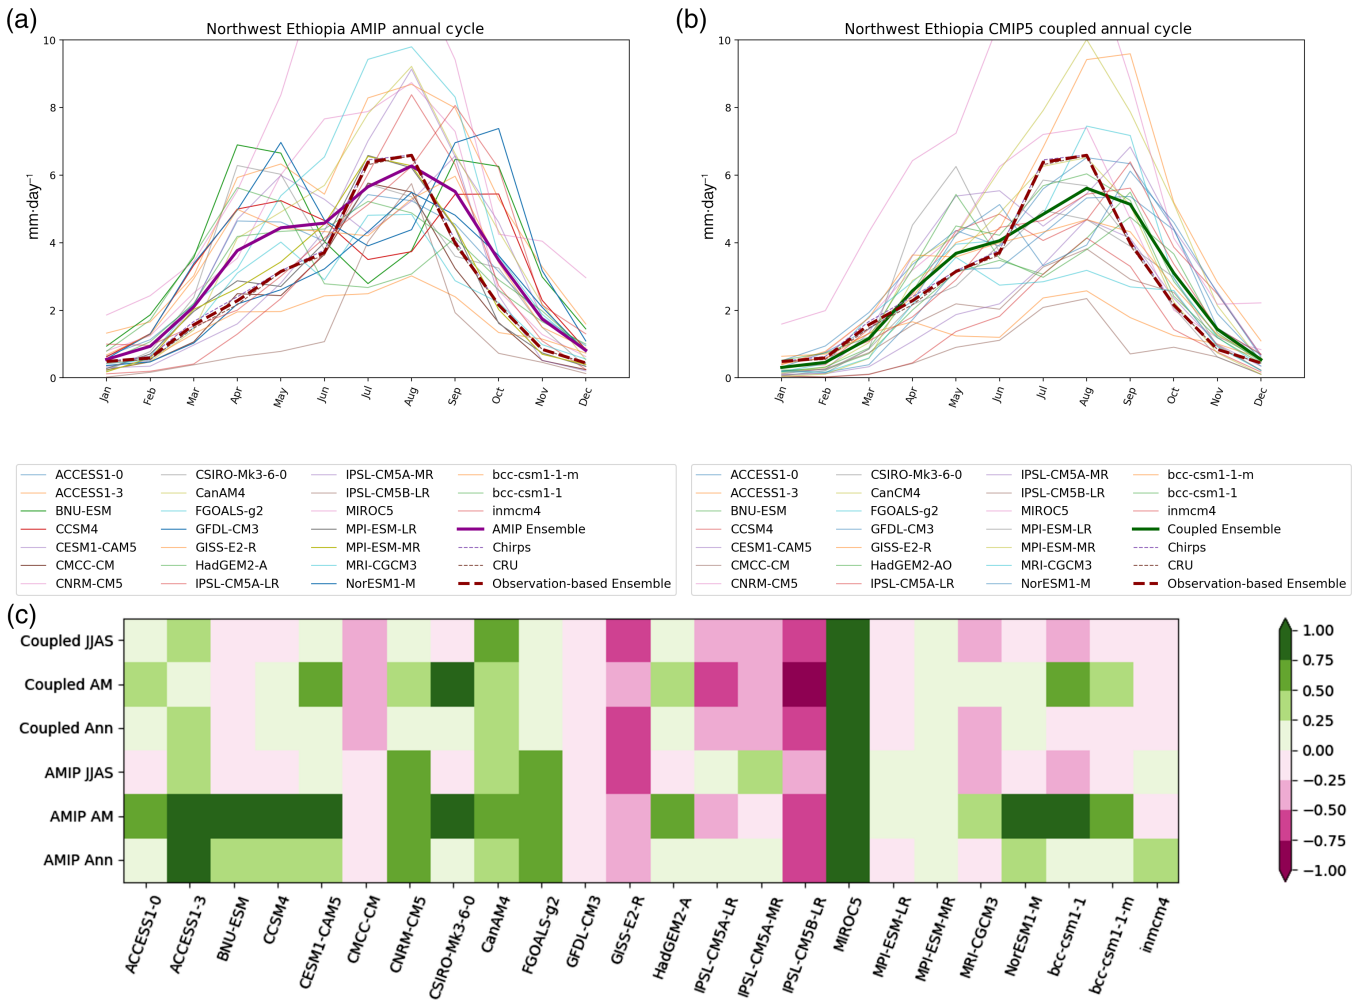 (a)
Northwest Ethiopia AMIP annual cycle
mm·day⁻¹
10
8
6
4
2
0
Jan Feb Mar Apr May Jun Jul Aug Sep Oct Nov Dec
(b)
Northwest Ethiopia CMIP5 coupled annual cycle
mm·day⁻¹
10
8
6
4
2
0
Jan Feb Mar Apr May Jun Jul Aug Sep Oct Nov Dec
ACCESS1-0 CSIRO-Mk3-6-0 IPSL-CM5A-MR bcc-csm1-1-m
ACCESS1-3 CanAM4 IPSL-CM5B-LR bcc-csm1-1
BNU-ESM FGOALS-g2 MIROC5 inmcm4
CCSM4 GFDL-CM3 MPI-ESM-LR AMIP Ensemble
CESM1-CAM5 GISS-E2-R MPI-ESM-MR Chirps
CMCC-CM HadGEM2-A MRI-CGCM3 CRU
CNRM-CM5 IPSL-CM5A-LR NorESM1-M Observation-based Ensemble
ACCESS1-0 CSIRO-Mk3-6-0 IPSL-CM5A-MR bcc-csm1-1-m
ACCESS1-3 CanCM4 IPSL-CM5B-LR bcc-csm1-1
BNU-ESM FGOALS-g2 MIROC5 inmcm4
CCSM4 GFDL-CM3 MPI-ESM-LR Coupled Ensemble
CESM1-CAM5 GISS-E2-R MPI-ESM-MR Chirps
CMCC-CM HadGEM2-AO MRI-CGCM3 CRU
CNRM-CM5 IPSL-CM5A-LR NorESM1-M Observation-based Ensemble
(c)
Coupled JJAS
Coupled AM
Coupled Ann
AMIP JJAS
AMIP AM
AMIP Ann
ACCESS1-0 ACCESS1-3 BNU-ESM CCSM4 CESM1-CAM5 CMCC-CM CNRM-CM5 CSIRO-Mk3-6-0 CanAM4 FGOALS-g2 GFDL-CM3 GISS-E2-R HadGEM2-A IPSL-CM5A-LR IPSL-CM5A-MR IPSL-CM5B-LR MIROC5 MPI-ESM-LR MPI-ESM-MR MRI-CGCM3 NorESM1-M bcc-csm1-1 bcc-csm1-1-m inmcm4
1.00
0.75
0.50
0.25
0.00
−0.25
−0.50
−0.75
−1.00